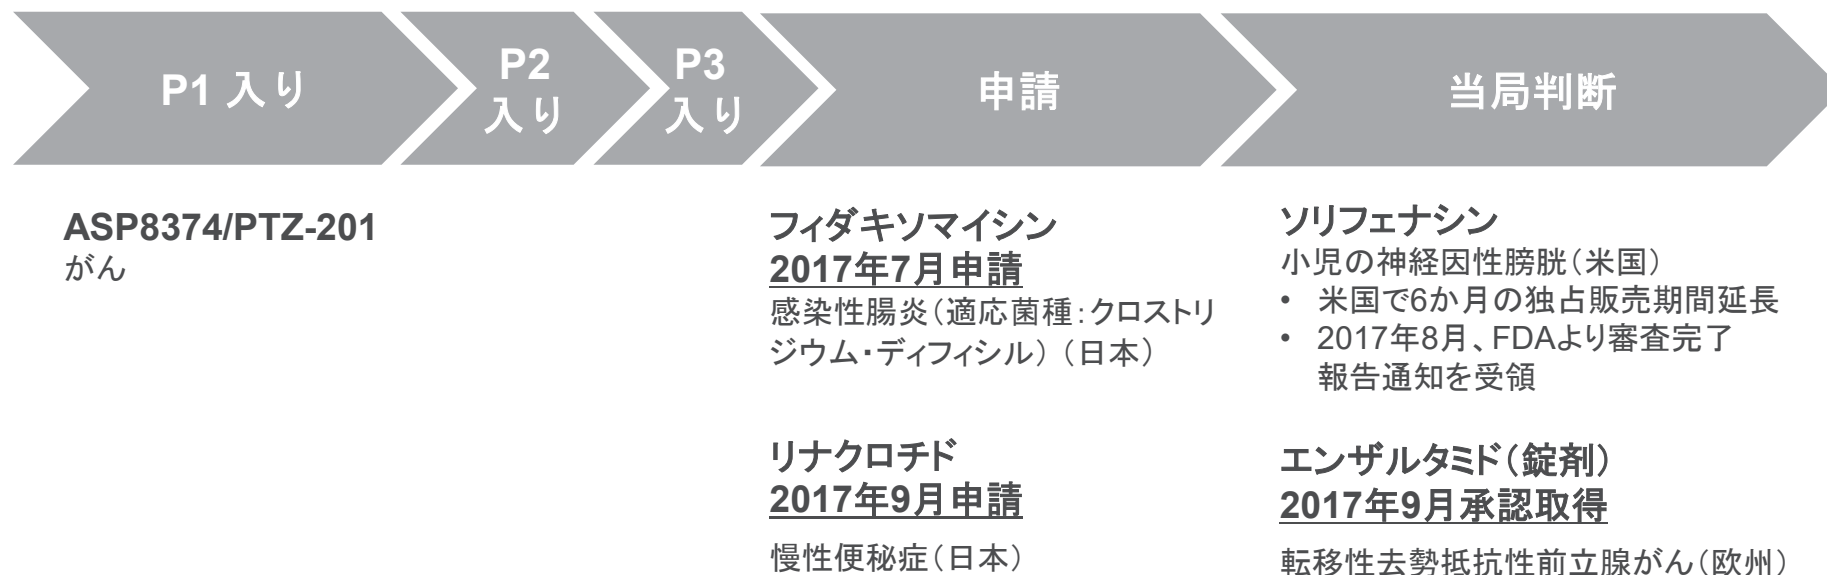 P1 入り
P2
入り
P3
入り
申請
当局判断
ASP8374/PTZ-201
がん
フィダキソマイシン
2017年7月申請
感染性腸炎（適応菌種：クロストリ
ジウム・ディフィシル）（日本）
リナクロチド
2017年9月申請
慢性便秘症（日本）
ソリフェナシン
小児の神経因性膀胱（米国）
• 米国で6か月の独占販売期間延長
• 2017年8月、FDAより審査完了
報告通知を受領
エンザルタミド（錠剤）
2017年9月承認取得
転移性去勢抵抗性前立腺がん（欧州）